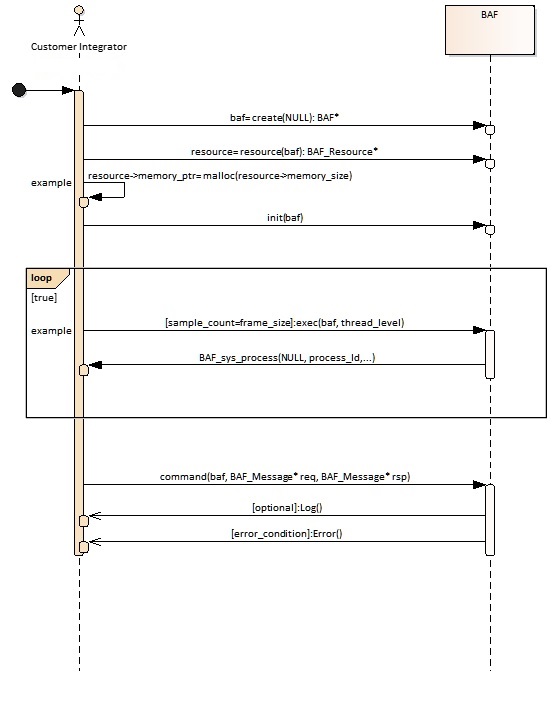 BAF
Customer Integrator
baf=create(NULL): BAF*
resource=resource(baf): BAF_Resource*
resource->memory_ptr=malloc(resource->memory_size)
example
init(baf)
loop
[true]
[sample_count=frame_size]:exec(baf, thread_level)
example
BAF_sys_process(NULL, process_Id,...)
command(baf, BAF_Message* req, BAF_Message* rsp)
[optional]:Log()
[error_condition]:Error()